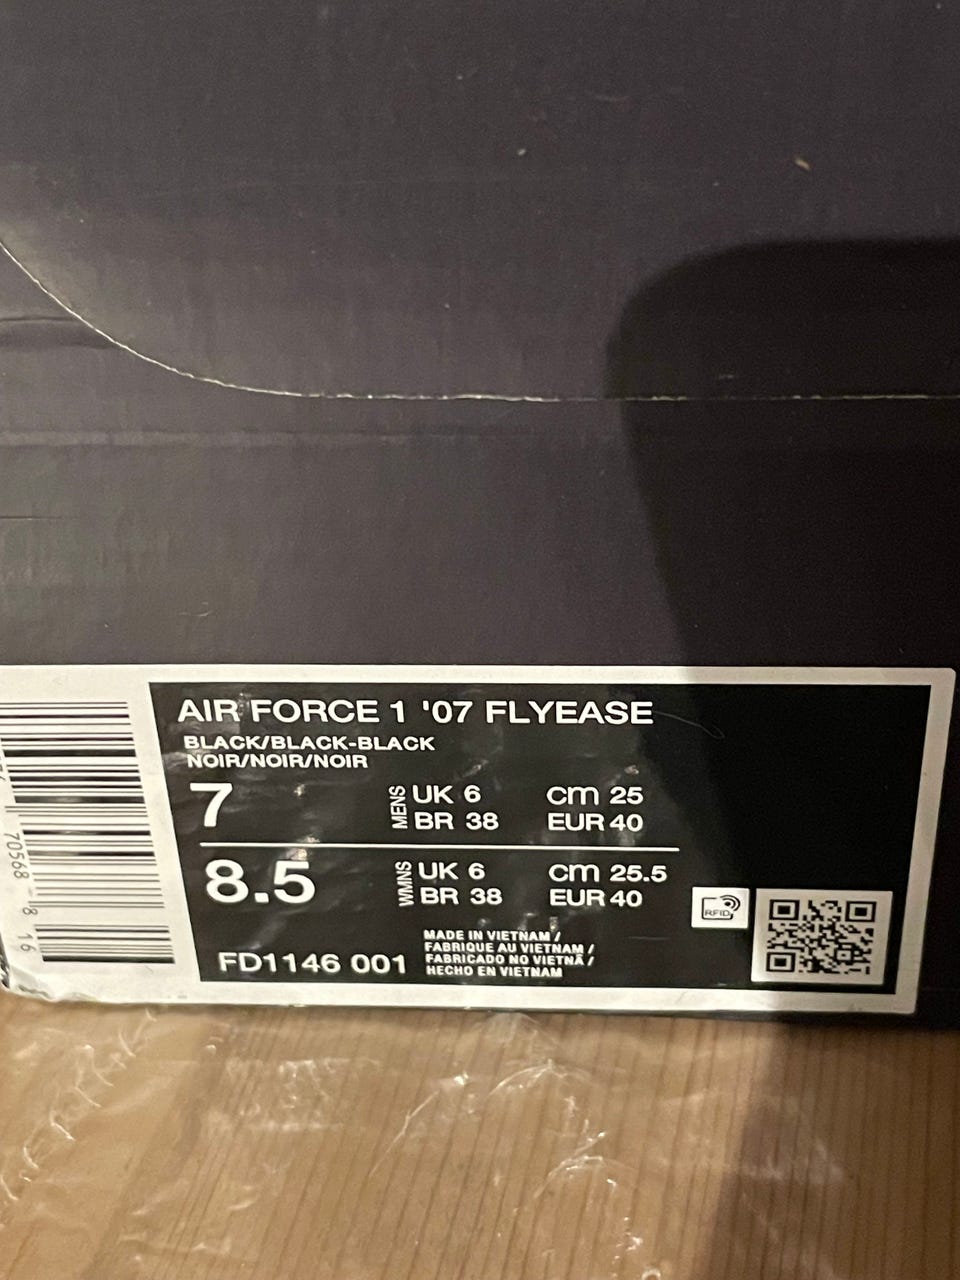 AIR FORCE 1 '07 FLYEASE
BLACK/BLACK-BLACK
NOIR/NOIR/NOIR
7 MENS UK 6 cm 25
BR 38 EUR 40
8.5 WMNS UK 6 cm 25.5
BR 38 EUR 40
FD1146 001
MADE IN VIETNAM /
FABRIQUE AU VIETNAM /
FABRICADO NO VIETNÃ /
HECHO EN VIETNAM
RFID
70568 8 16